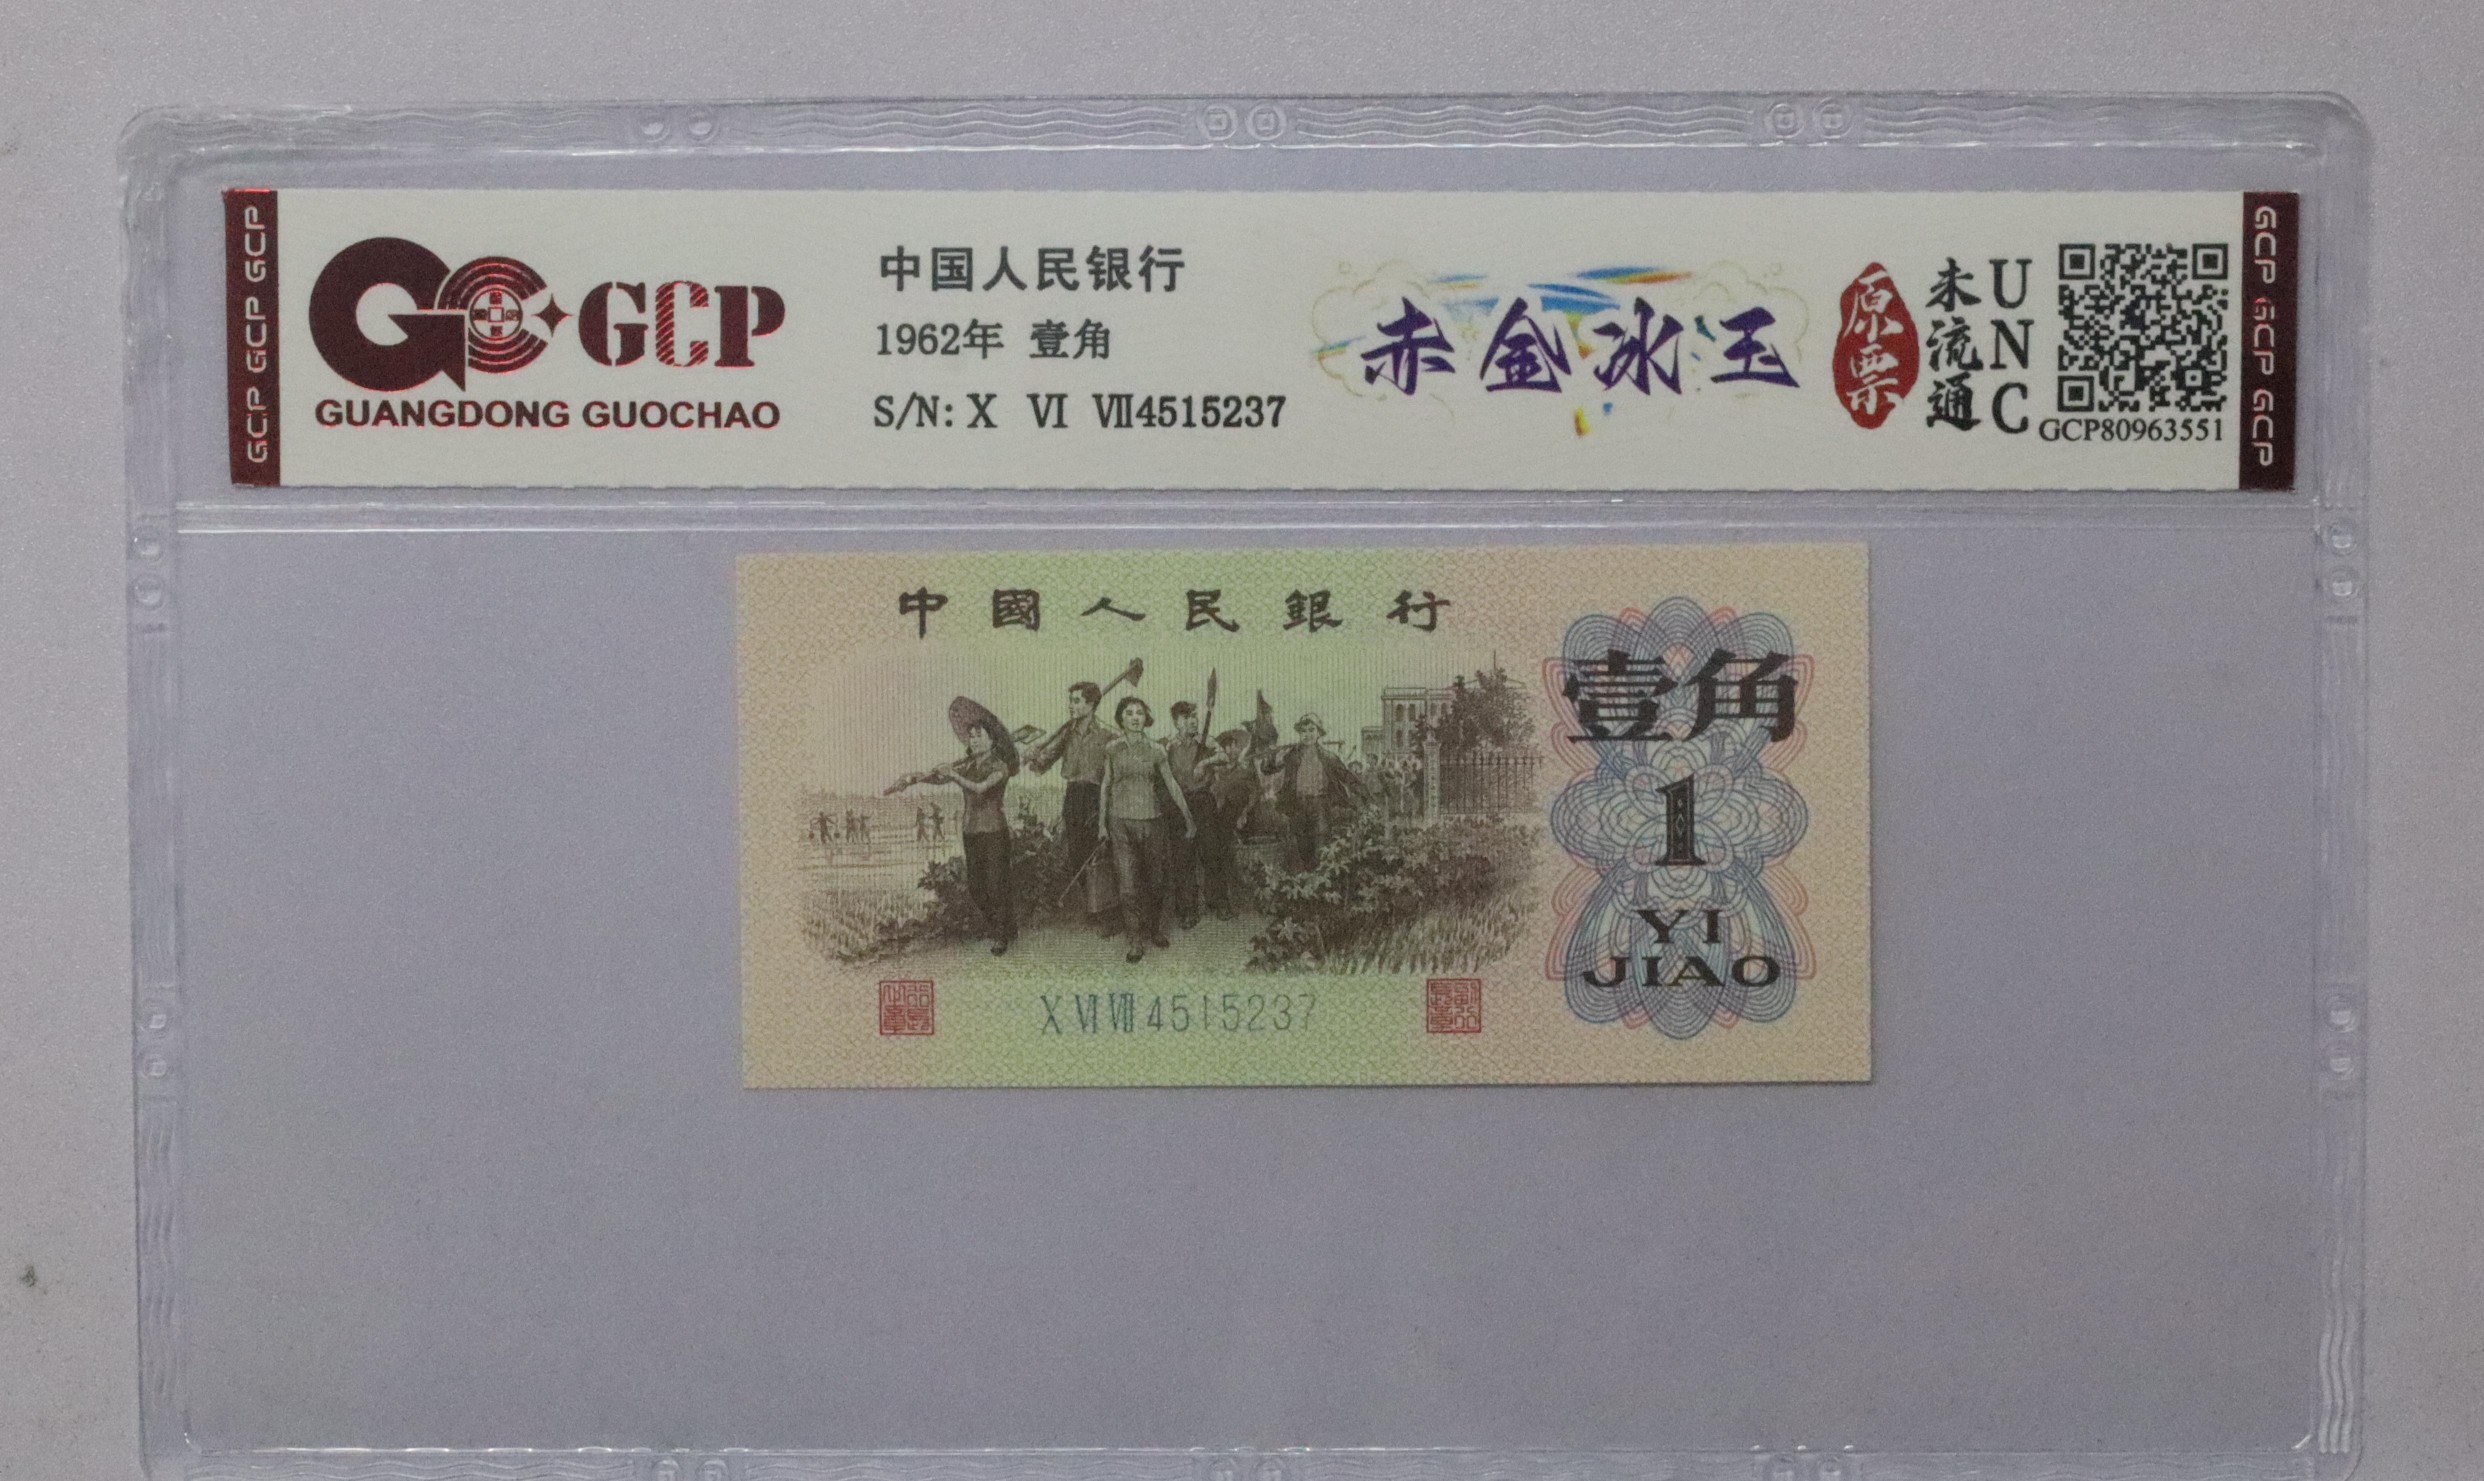 GCP GCP GCP
GCP
GUANGDONG GUOCHAO
中国人民银行
1962年 壹角
S/N: X VI VII4515237
赤金冰玉
原票
未流通
UNC
GCP80963551
GCP GCP GCP
中國人民銀行
壹角
1
YI
JIAO
X VI VII 4515237